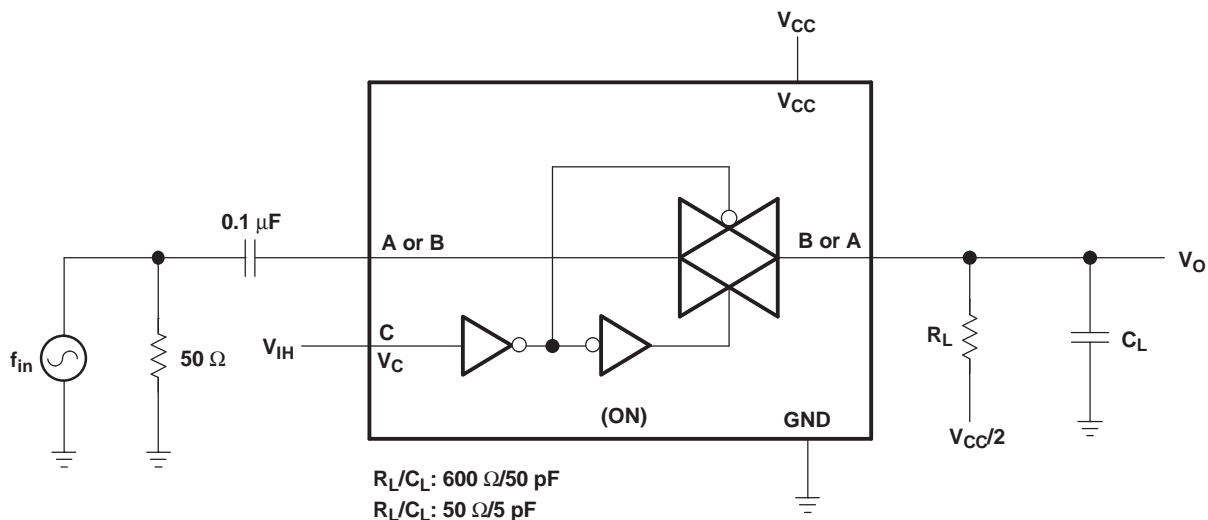 VCC
VCC
0.1 μF
A or B
B or A
VO
fin
50 Ω
VIH
C
VC
RL
CL
(ON)
GND
VCC/2
RL/CL: 600 Ω/50 pF
RL/CL: 50 Ω/5 pF